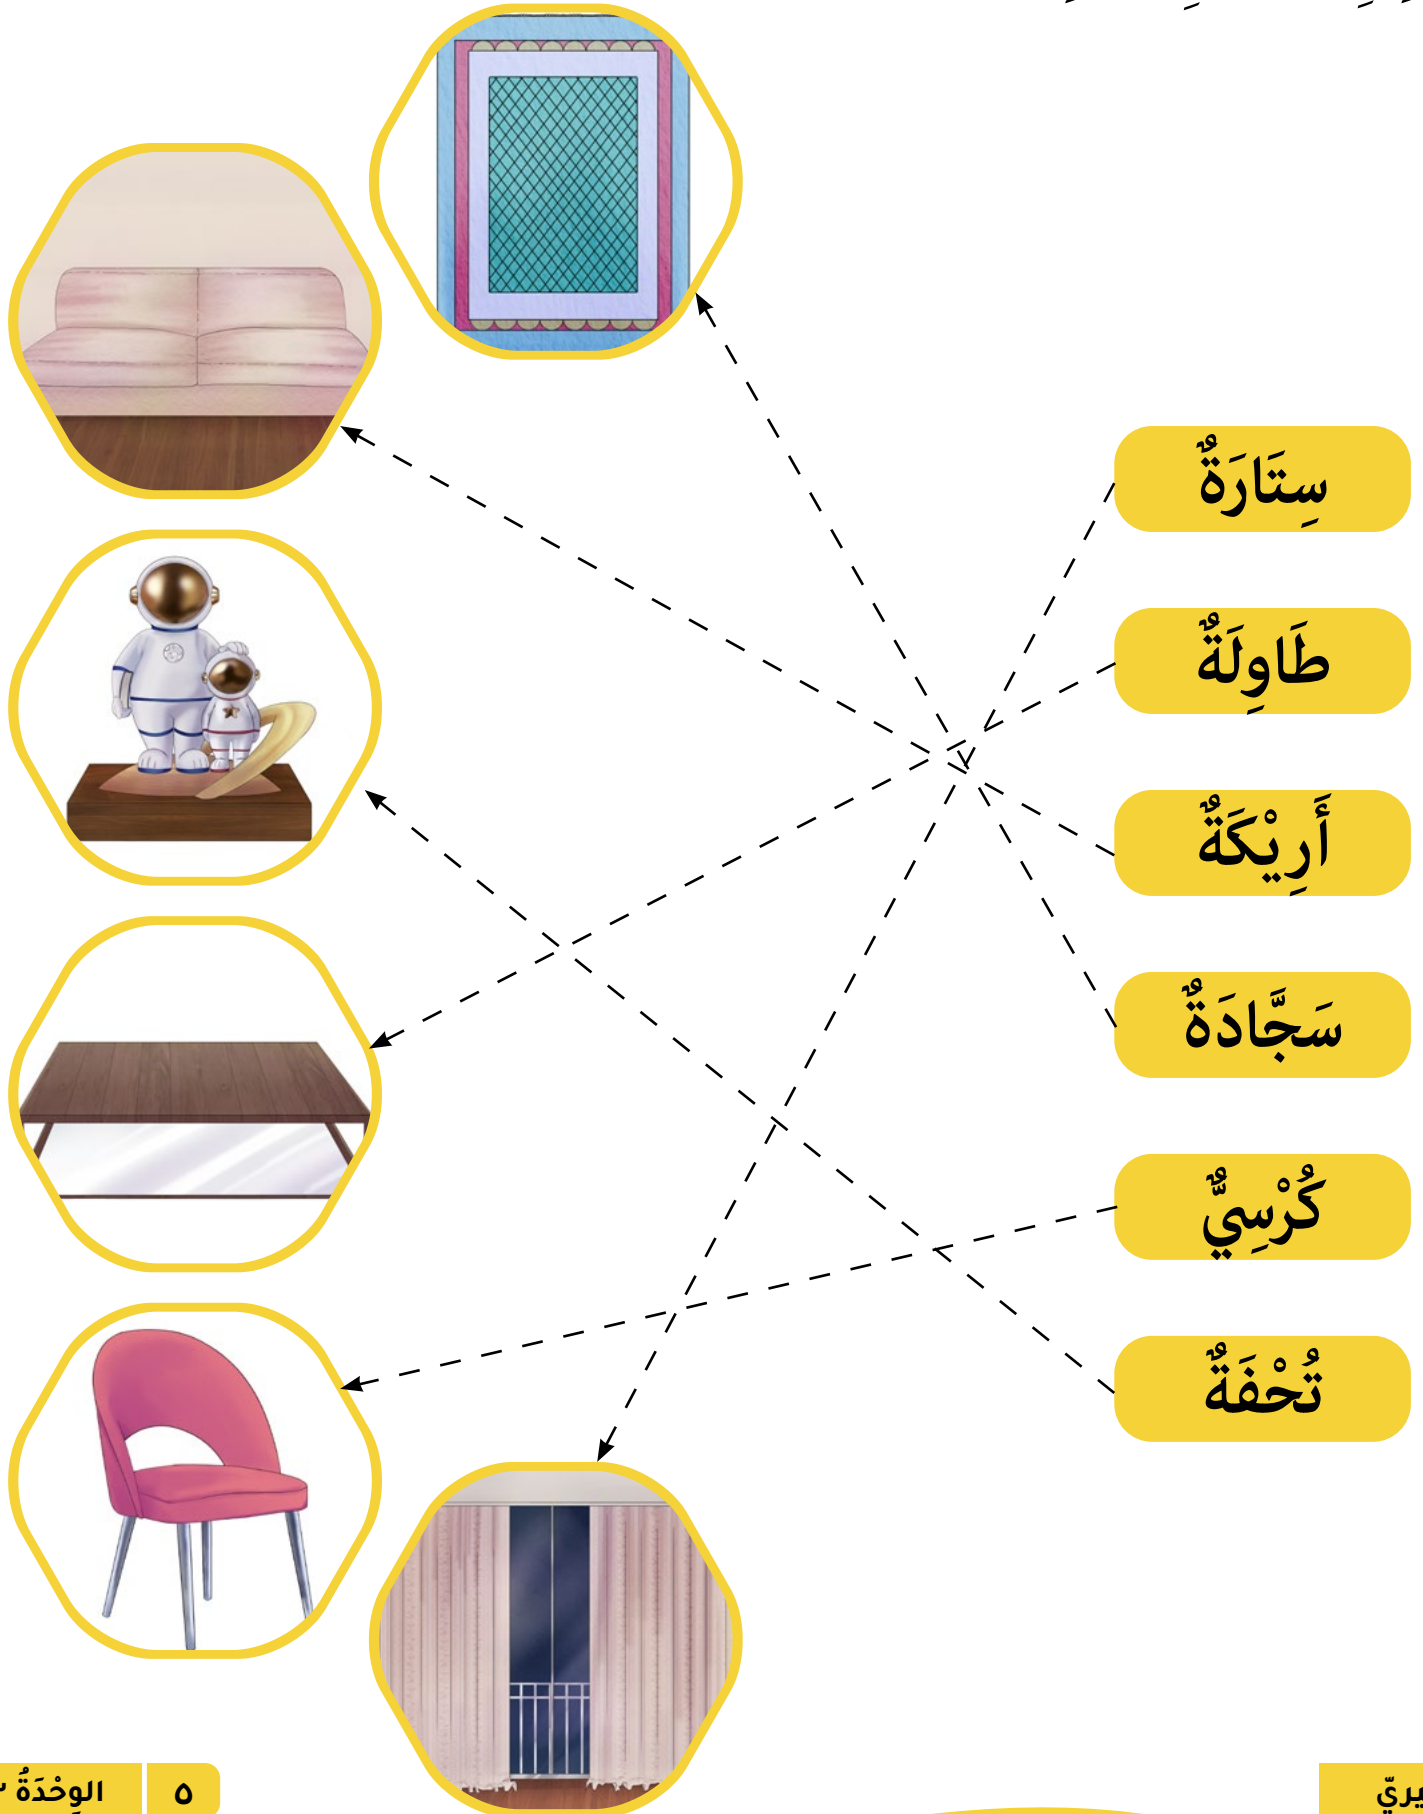 سِتَارَةٌ
طَاوِلَةٌ
أَرِيْكَةٌ
سَجَّادَةٌ
كُرْسِيٌّ
تُحْفَةٌ
٥
الوِحْدَةُ